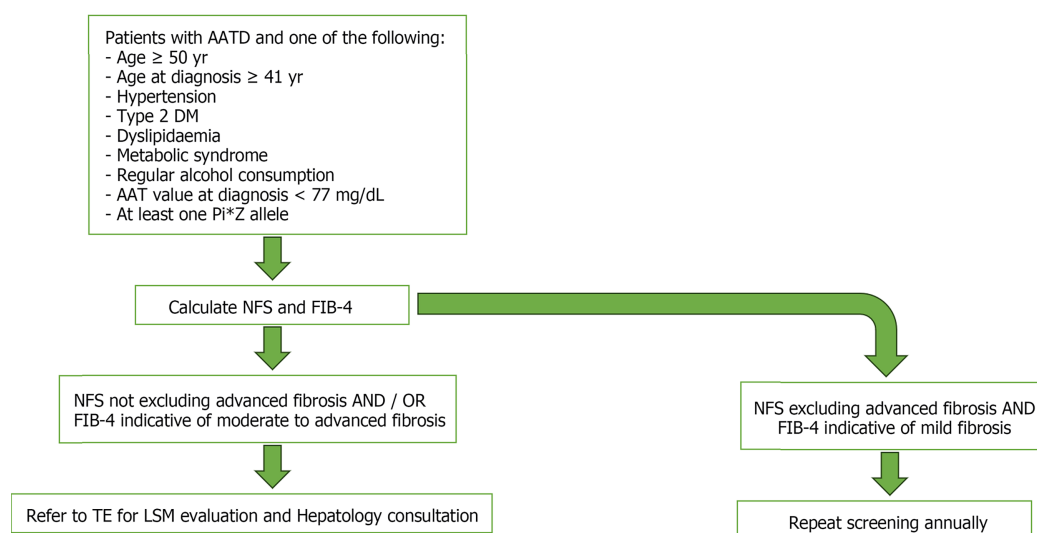 Patients with AATD and one of the following:
- Age ≥ 50 yr
- Age at diagnosis ≥ 41 yr
- Hypertension
- Type 2 DM
- Dyslipidaemia
- Metabolic syndrome
- Regular alcohol consumption
- AAT value at diagnosis < 77 mg/dL
- At least one Pi*Z allele
Calculate NFS and FIB-4
NFS not excluding advanced fibrosis AND / OR
FIB-4 indicative of moderate to advanced fibrosis
Refer to TE for LSM evaluation and Hepatology consultation
NFS excluding advanced fibrosis AND
FIB-4 indicative of mild fibrosis
Repeat screening annually